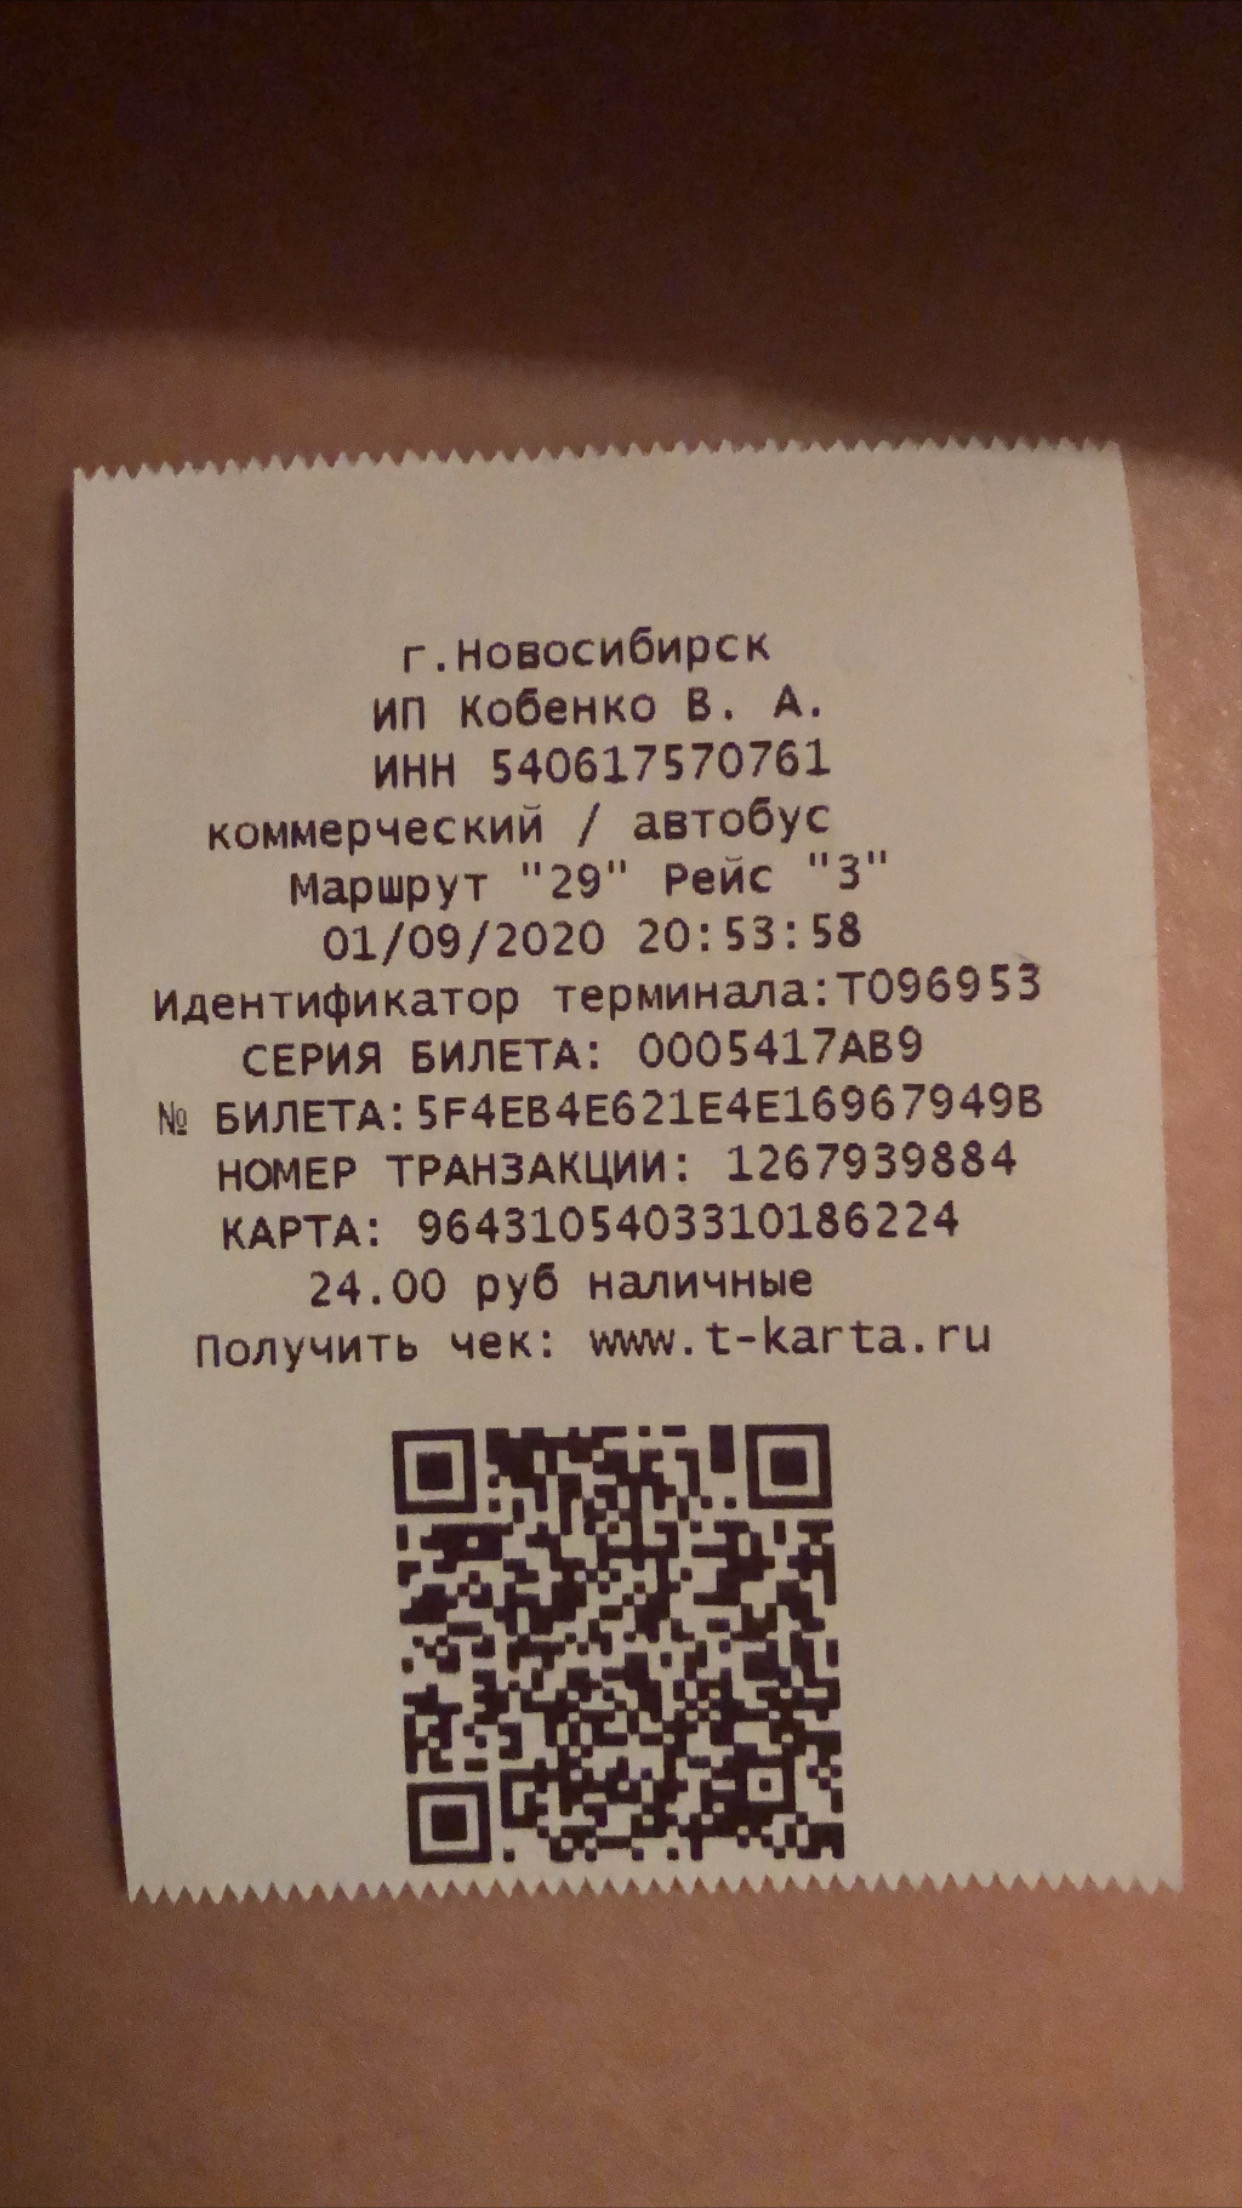 г.Новосибирск
ИП Кобенко В. А.
ИНН 540617570761
коммерческий / автобус
Маршрут "29" Рейс "3"
01/09/2020 20:53:58
Идентификатор терминала:T096953
СЕРИЯ БИЛЕТА: 0005417AB9
№ БИЛЕТА:5F4EB4E621E4E16967949B
НОМЕР ТРАНЗАКЦИИ: 1267939884
КАРТА: 9643105403310186224
24.00 руб наличные
Получить чек: www.t-karta.ru